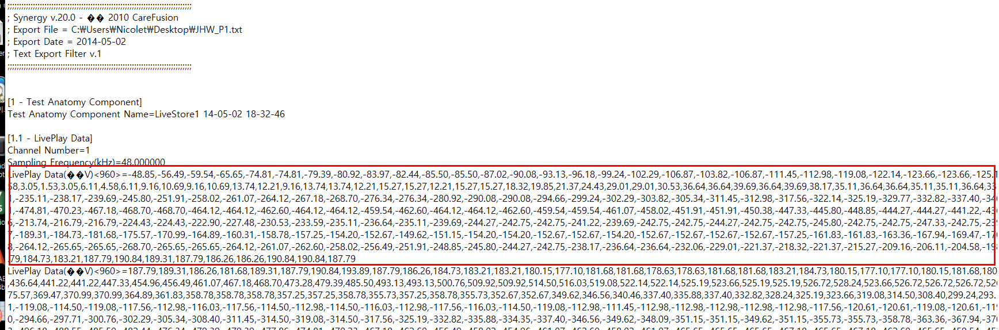 ;;;;;;;;;;;;;;;;;;;;;;;;;;;;;;;;;;;;;;;;;;;;;;;;;;;;;;;;;;;;;;;;;;;;;;;;;;;;;;;
; Synergy v.20.0 - �� 2010 CareFusion
; Export File = C:₩Users₩Nicolet₩Desktop₩JHW_P1.txt
; Export Date = 2014-05-02
; Text Export Filter v.1
;;;;;;;;;;;;;;;;;;;;;;;;;;;;;;;;;;;;;;;;;;;;;;;;;;;;;;;;;;;;;;;;;;;;;;;;;;;;;;;
[1 - Test Anatomy Component]
Test Anatomy Component Name=LiveStore1 14-05-02 18-32-46
[1.1 - LivePlay Data]
Channel Number=1
Sampling Frequency(kHz)=48.000000
LivePlay Data(��V)<960>=-48.85,-56.49,-59.54,-65.65,-74.81,-74.81,-79.39,-80.92,-83.97,-82.44,-85.50,-85.50,-87.02,-90.08,-93.13,-96.18,-99.24,-102.29,-106.87,-103.82,-106.87,-111.45,-112.98,-119.08,-122.14,-123.66,-123.66,-125.1
58,3.05,1.53,3.05,6.11,4.58,6.11,9.16,10.69,9.16,10.69,13.74,12.21,9.16,13.74,13.74,12.21,15.27,15.27,12.21,15.27,15.27,18.32,19.85,21.37,24.43,29.01,29.01,30.53,36.64,36.64,39.69,36.64,39.69,38.17,35.11,36.64,36.64,35.11,35.11,36.64,33
,-235.11,-238.17,-239.69,-245.80,-251.91,-258.02,-261.07,-264.12,-267.18,-268.70,-276.34,-276.34,-280.92,-290.08,-290.08,-294.66,-299.24,-302.29,-303.82,-305.34,-311.45,-312.98,-317.56,-322.14,-325.19,-329.77,-332.82,-337.40,-34
,-474.81,-470.23,-467.18,-468.70,-468.70,-464.12,-464.12,-462.60,-464.12,-464.12,-459.54,-462.60,-464.12,-464.12,-462.60,-459.54,-459.54,-461.07,-458.02,-451.91,-451.91,-450.38,-447.33,-445.80,-448.85,-444.27,-444.27,-441.22,-43
,-213.74,-216.79,-216.79,-224.43,-224.43,-222.90,-227.48,-230.53,-233.59,-235.11,-236.64,-235.11,-239.69,-244.27,-242.75,-242.75,-241.22,-239.69,-242.75,-242.75,-244.27,-242.75,-242.75,-245.80,-242.75,-242.75,-247.33,-242.75,-23
,-189.31,-184.73,-181.68,-175.57,-170.99,-164.89,-160.31,-158.78,-157.25,-154.20,-152.67,-149.62,-151.15,-154.20,-154.20,-152.67,-152.67,-154.20,-152.67,-152.67,-152.67,-152.67,-157.25,-161.83,-161.83,-163.36,-167.94,-169.47,-17
,-264.12,-265.65,-265.65,-268.70,-265.65,-265.65,-264.12,-261.07,-262.60,-258.02,-256.49,-251.91,-248.85,-245.80,-244.27,-242.75,-238.17,-236.64,-236.64,-232.06,-229.01,-221.37,-218.32,-221.37,-215.27,-209.16,-206.11,-204.58,-19
.79,184.73,183.21,187.79,190.84,189.31,187.79,186.26,186.26,190.84,190.84,187.79
LivePlay Data(��V)<960>=187.79,189.31,186.26,181.68,189.31,187.79,190.84,193.89,187.79,186.26,184.73,183.21,183.21,180.15,177.10,181.68,181.68,178.63,178.63,181.68,181.68,183.21,184.73,180.15,177.10,177.10,180.15,181.68,180
,436.64,441.22,441.22,447.33,454.96,456.49,461.07,467.18,468.70,473.28,479.39,485.50,493.13,493.13,500.76,509.92,509.92,514.50,516.03,519.08,522.14,522.14,525.19,523.66,525.19,525.19,526.72,528.24,523.66,526.72,526.72,526.72,52
75.57,369.47,370.99,370.99,364.89,361.83,358.78,358.78,358.78,357.25,357.25,358.78,355.73,357.25,358.78,355.73,352.67,352.67,349.62,346.56,340.46,337.40,335.88,337.40,332.82,328.24,325.19,323.66,319.08,314.50,308.40,299.24,293.
1,-119.08,-114.50,-119.08,-117.56,-112.98,-116.03,-117.56,-114.50,-112.98,-114.50,-116.03,-112.98,-117.56,-116.03,-114.50,-119.08,-112.98,-111.45,-112.98,-112.98,-112.98,-112.98,-117.56,-120.61,-120.61,-119.08,-120.61,-119
0,-294.66,-297.71,-300.76,-302.29,-305.34,-308.40,-311.45,-314.50,-319.08,-314.50,-317.56,-325.19,-332.82,-335.88,-334.35,-337.40,-346.56,-349.62,-348.09,-351.15,-351.15,-349.62,-351.15,-355.73,-355.73,-358.78,-363.36,-367.94,-37